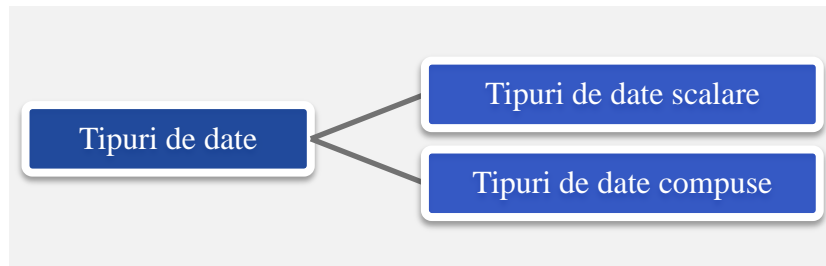 Tipuri de date
Tipuri de date scalare
Tipuri de date compuse